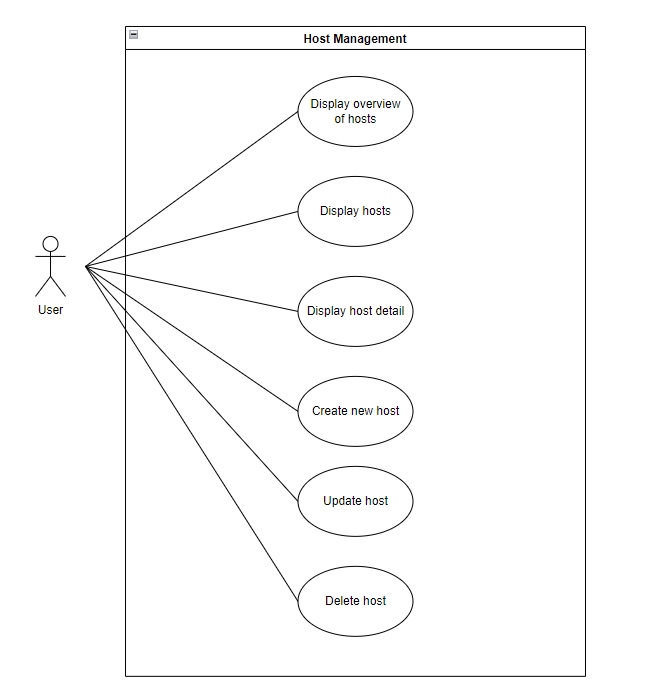 Host Management
Display overview
of hosts
Display hosts
User
Display host detail
Create new host
Update host
Delete host